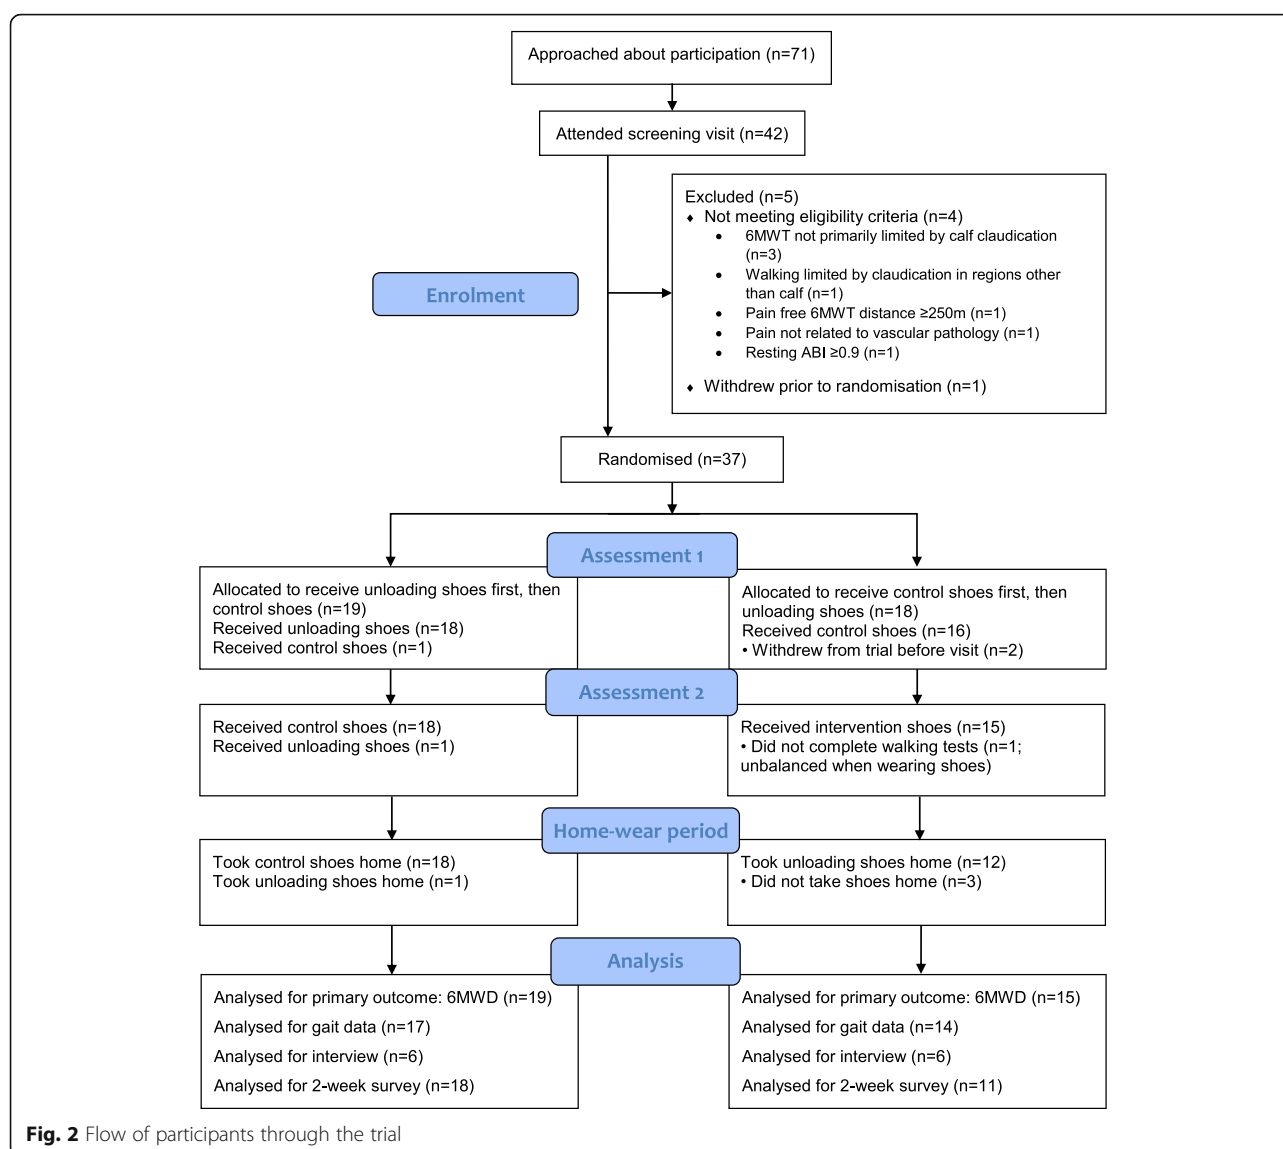 Approached about participation (n=71)
Attended screening visit (n=42)
Excluded (n=5)
♦ Not meeting eligibility criteria (n=4)
• 6MWT not primarily limited by calf claudication
(n=3)
• Walking limited by claudication in regions other
than calf (n=1)
• Pain free 6MWT distance ≥250m (n=1)
• Pain not related to vascular pathology (n=1)
• Resting ABI ≥0.9 (n=1)
♦ Withdrew prior to randomisation (n=1)
Enrolment
Randomised (n=37)
Assessment 1
Allocated to receive unloading shoes first, then
control shoes (n=19)
Received unloading shoes (n=18)
Received control shoes (n=1)
Allocated to receive control shoes first, then
unloading shoes (n=18)
Received control shoes (n=16)
• Withdrew from trial before visit (n=2)
Assessment 2
Received control shoes (n=18)
Received unloading shoes (n=1)
Received intervention shoes (n=15)
• Did not complete walking tests (n=1;
unbalanced when wearing shoes)
Home-wear period
Took control shoes home (n=18)
Took unloading shoes home (n=1)
Took unloading shoes home (n=12)
• Did not take shoes home (n=3)
Analysis
Analysed for primary outcome: 6MWD (n=19)
Analysed for gait data (n=17)
Analysed for interview (n=6)
Analysed for 2-week survey (n=18)
Analysed for primary outcome: 6MWD (n=15)
Analysed for gait data (n=14)
Analysed for interview (n=6)
Analysed for 2-week survey (n=11)
Fig. 2 Flow of participants through the trial